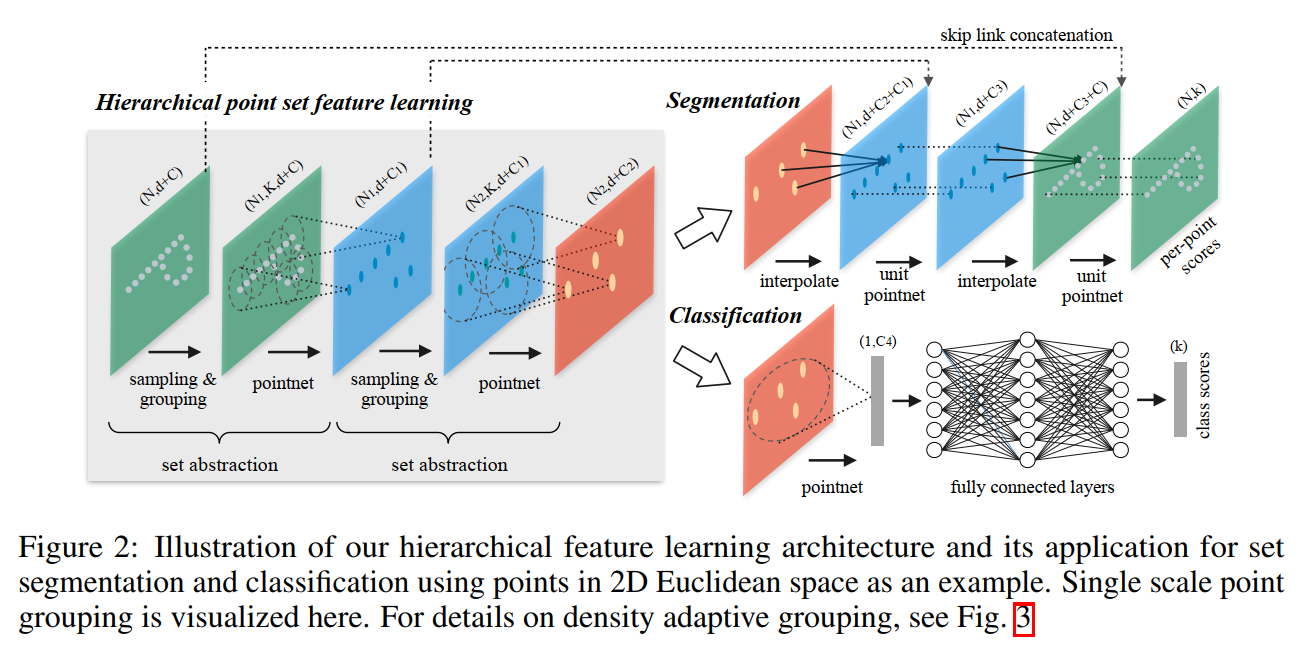 skip link concatenation
Hierarchical point set feature learning
(N,d+C)
(N1,K,d+C)
(N1,d+C1)
(N2,K,d+C1)
(N2,d+C2)
sampling &
grouping
pointnet
sampling &
grouping
pointnet
set abstraction
set abstraction
Segmentation
(N1,d+C2+C1)
(N1,d+C3)
(N,d+C3+C)
(N,k)
interpolate
unit
pointnet
interpolate
unit
pointnet
per-point
scores
Classification
(1,C4)
(k)
class scores
pointnet
fully connected layers
Figure 2: Illustration of our hierarchical feature learning architecture and its application for set
segmentation and classification using points in 2D Euclidean space as an example. Single scale point
grouping is visualized here. For details on density adaptive grouping, see Fig. 3